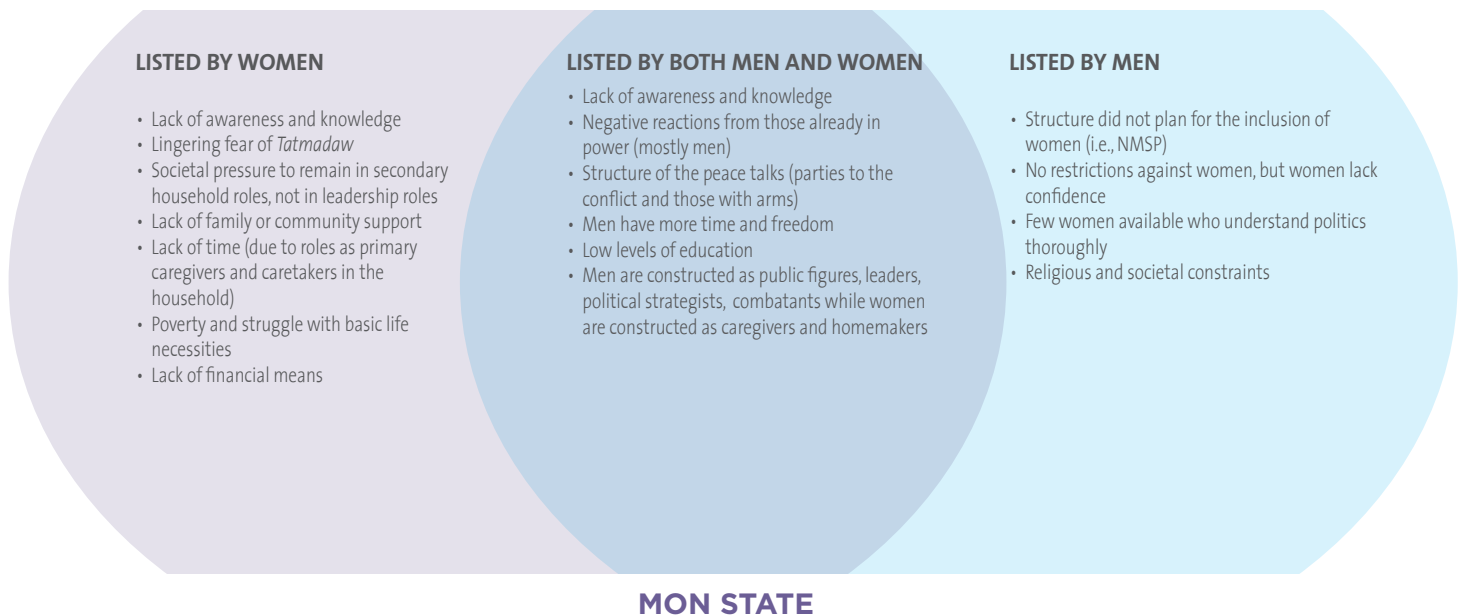 LISTED BY WOMEN
• Lack of awareness and knowledge
• Lingering fear of Tatmadaw
• Societal pressure to remain in secondary
household roles, not in leadership roles
• Lack of family or community support
• Lack of time (due to roles as primary
caregivers and caretakers in the
household)
• Poverty and struggle with basic life
necessities
• Lack of financial means
LISTED BY BOTH MEN AND WOMEN
• Lack of awareness and knowledge
• Negative reactions from those already in
power (mostly men)
• Structure of the peace talks (parties to the
conflict and those with arms)
• Men have more time and freedom
• Low levels of education
• Men are constructed as public figures, leaders,
political strategists, combatants while women
are constructed as caregivers and homemakers
LISTED BY MEN
• Structure did not plan for the inclusion of
women (i.e., NMSP)
• No restrictions against women, but women lack
confidence
• Few women available who understand politics
thoroughly
• Religious and societal constraints
MON STATE